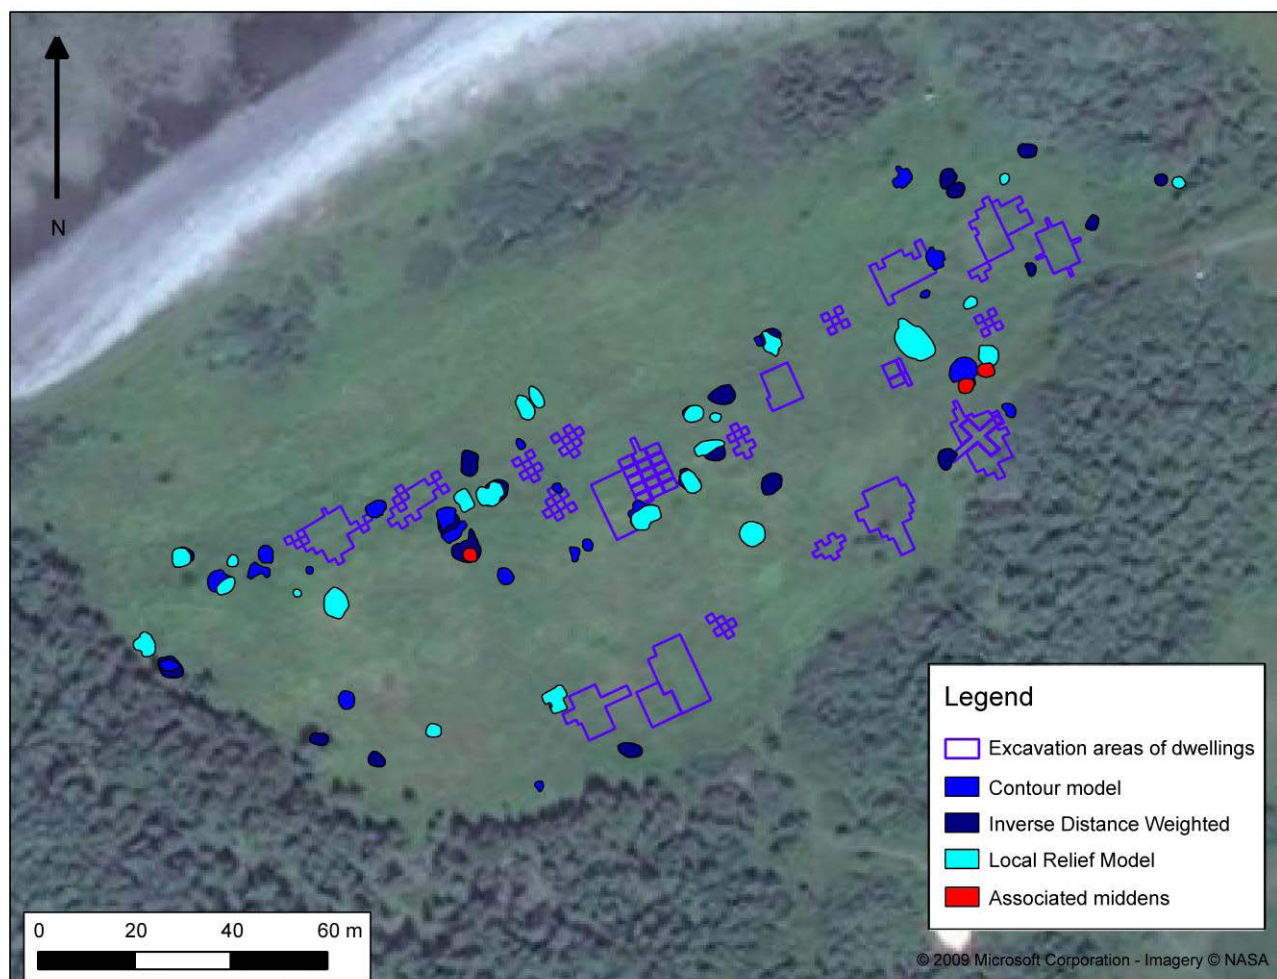 N
Legend
Excavation areas of dwellings
Contour model
Inverse Distance Weighted
Local Relief Model
Associated middens
0 20 40 60 m
© 2009 Microsoft Corporation - Imagery © NASA